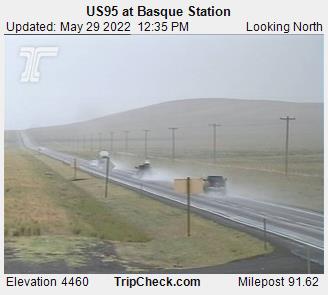 US95 at Basque Station
Updated: May 29 2022 12:35 PM Looking North
Elevation 4460 TripCheck.com Milepost 91.62